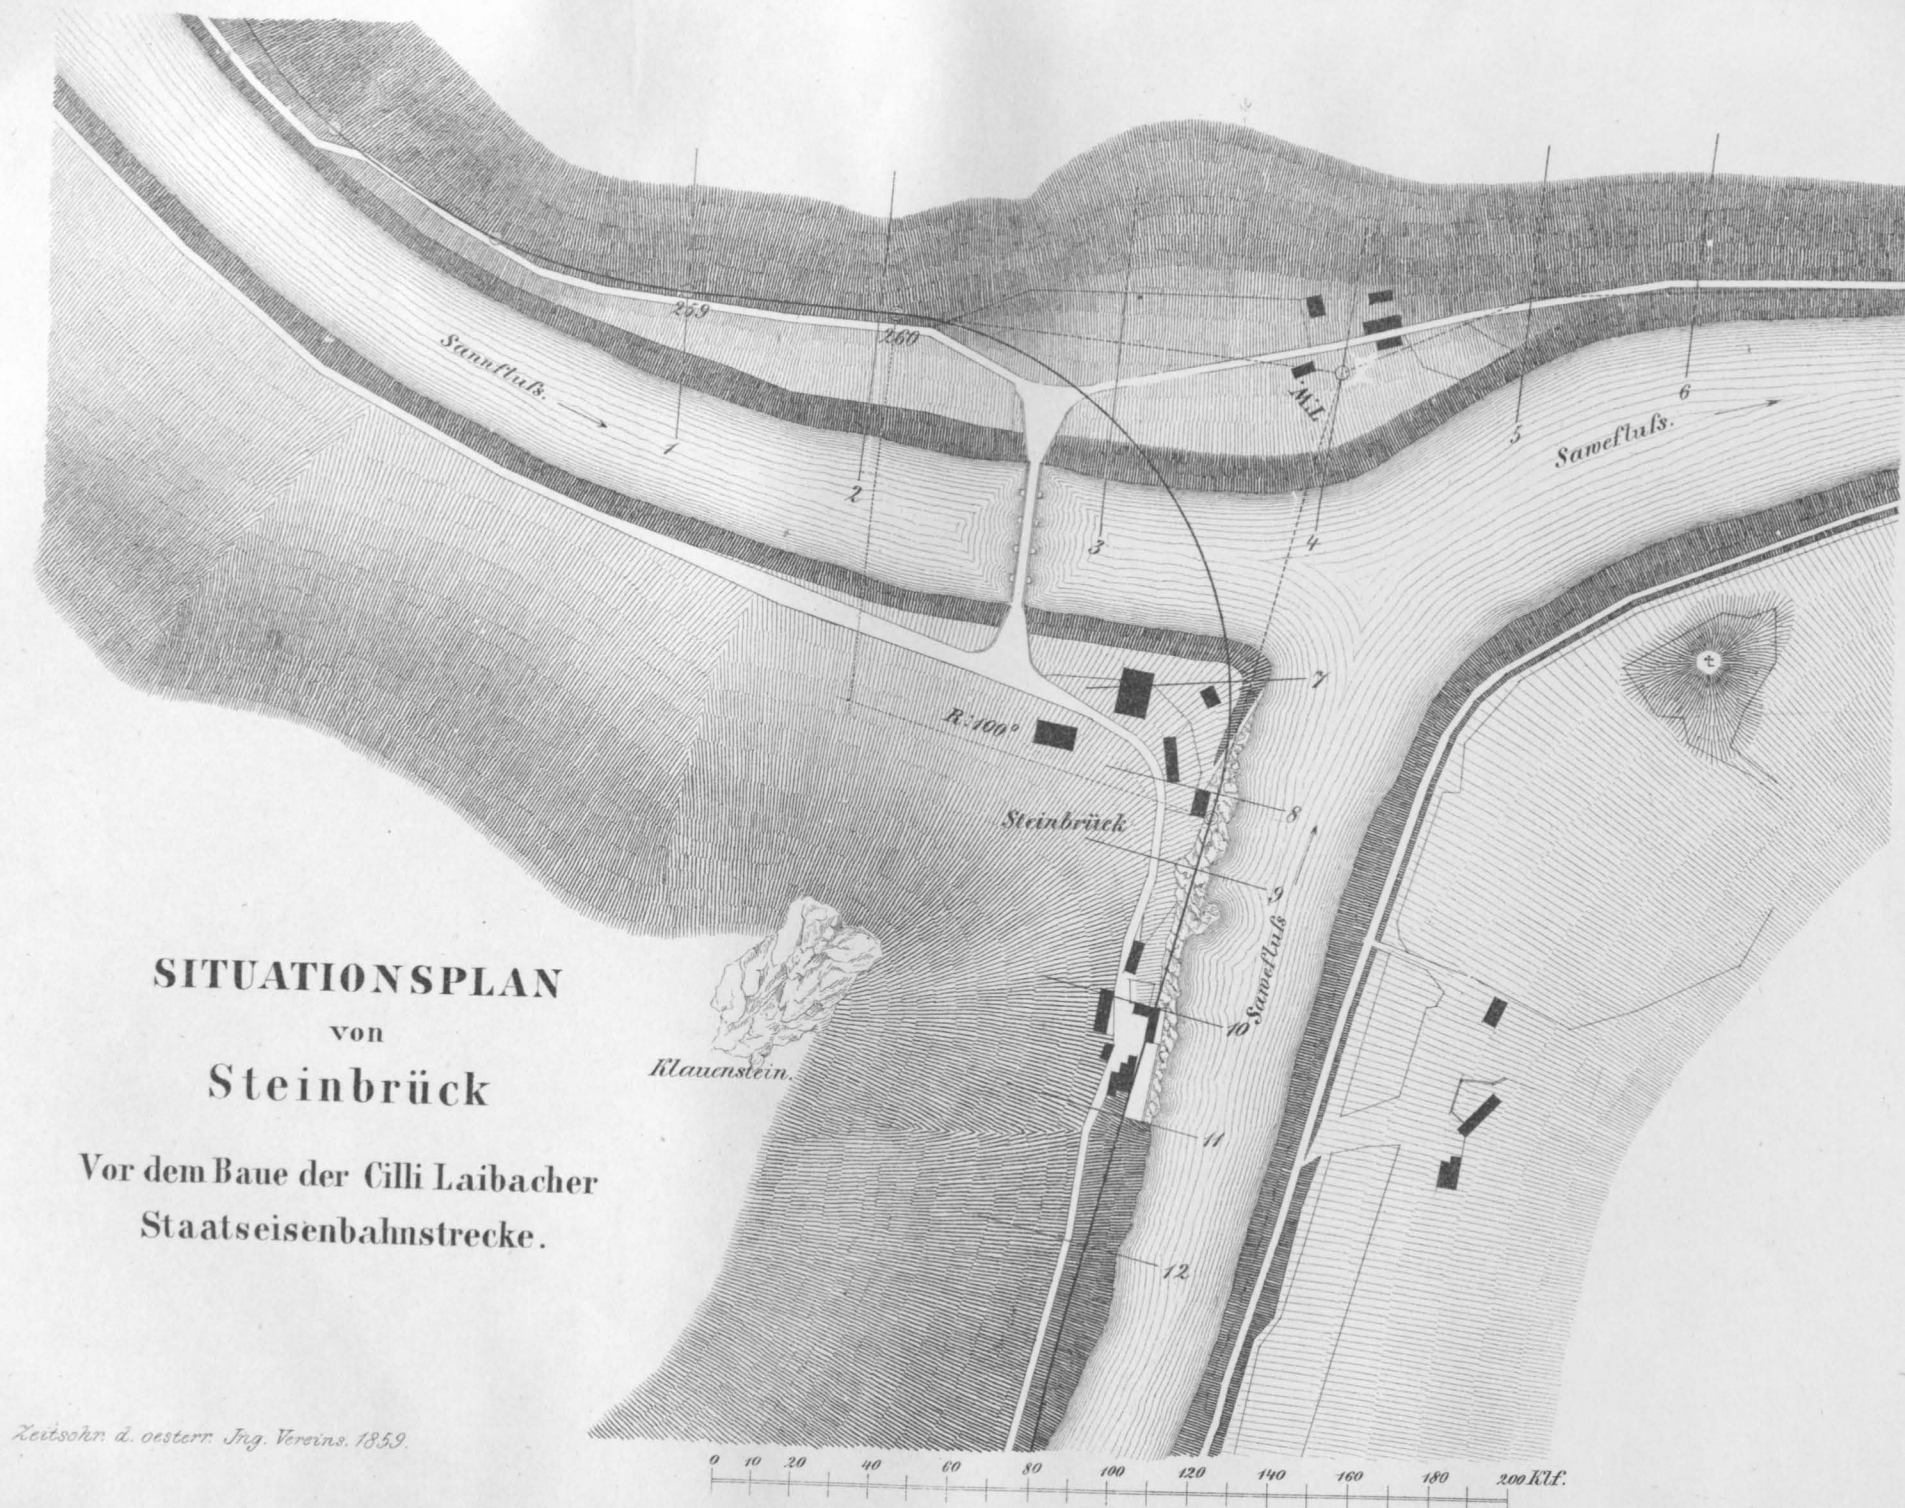 259
260
Sannfluſs.
1
2
3
4
5
6
T.W.
Sawefluſs.
t
7
R:100°
8
Steinbrück
9
Sawefluſs
10
Klauenstein.
11
12
SITUATIONSPLAN
von
Steinbrück
Vor dem Baue der Cilli Laibacher
Staatseisenbahnstrecke.
Zeitschr. d. oesterr. Ing. Vereins. 1859.
0 10 20 40 60 80 100 120 140 160 180 200 Klf.